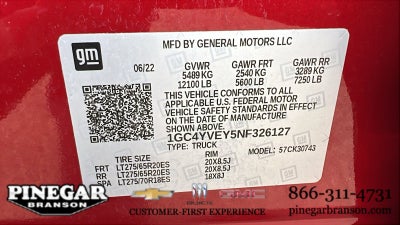 gm
MFD BY GENERAL MOTORS LLC
06/22 GVWR GAWR FRT GAWR RR
5489 KG 2540 KG 3289 KG
12100 LB 5600 LB 7250 LB
THIS VEHICLE CONFORMS TO ALL
APPLICABLE U.S. FEDERAL MOTOR
VEHICLE SAFETY STANDARDS IN EFFECT
ON THE DATE OF MANUFACTURE
SHOWN ABOVE.
1GC4YVEY5NF326127
TYPE: TRUCK 57CK30743
TIRE SIZE RIM
FRT LT275/65R20ES 20X8.5J
RR LT275/65R20ES 20X8.5J
SPA LT275/70R18ES 18X8J
PINEGAR
BRANSON
BUICK GMC
CUSTOMER-FIRST EXPERIENCE
866-311-4731
pinegarbranson.com